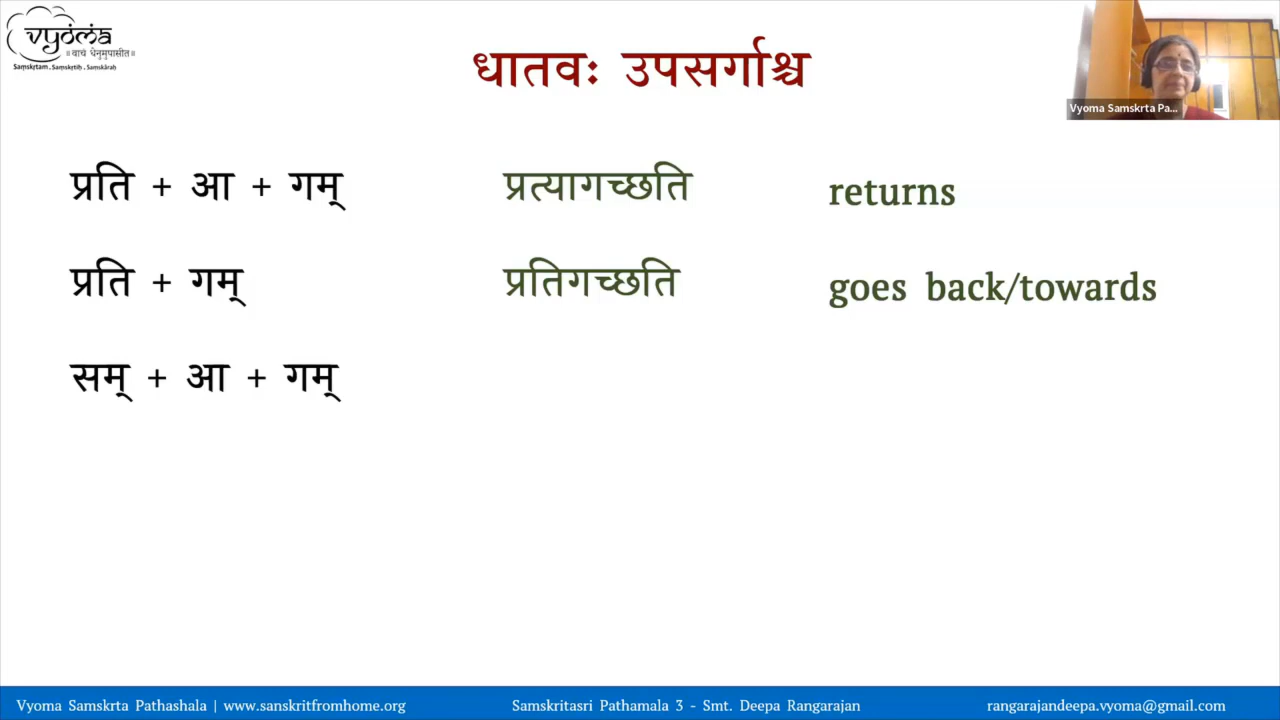 vyoma
॥ वाचं धेनुमुपासीत॥
Saṃskṛtam . Saṃskṛtiḥ . Saṃskāraḥ
धातवः उपसर्गाश्च
Vyoma Samskrta Pa...
प्रति + आ + गम् प्रत्यागच्छति returns
प्रति + गम् प्रतिगच्छति goes back/towards
सम् + आ + गम्
Vyoma Samskrta Pathashala | www.sanskritfromhome.org Samskritasri Pathamala 3 - Smt. Deepa Rangarajan rangarajandeepa.vyoma@gmail.com